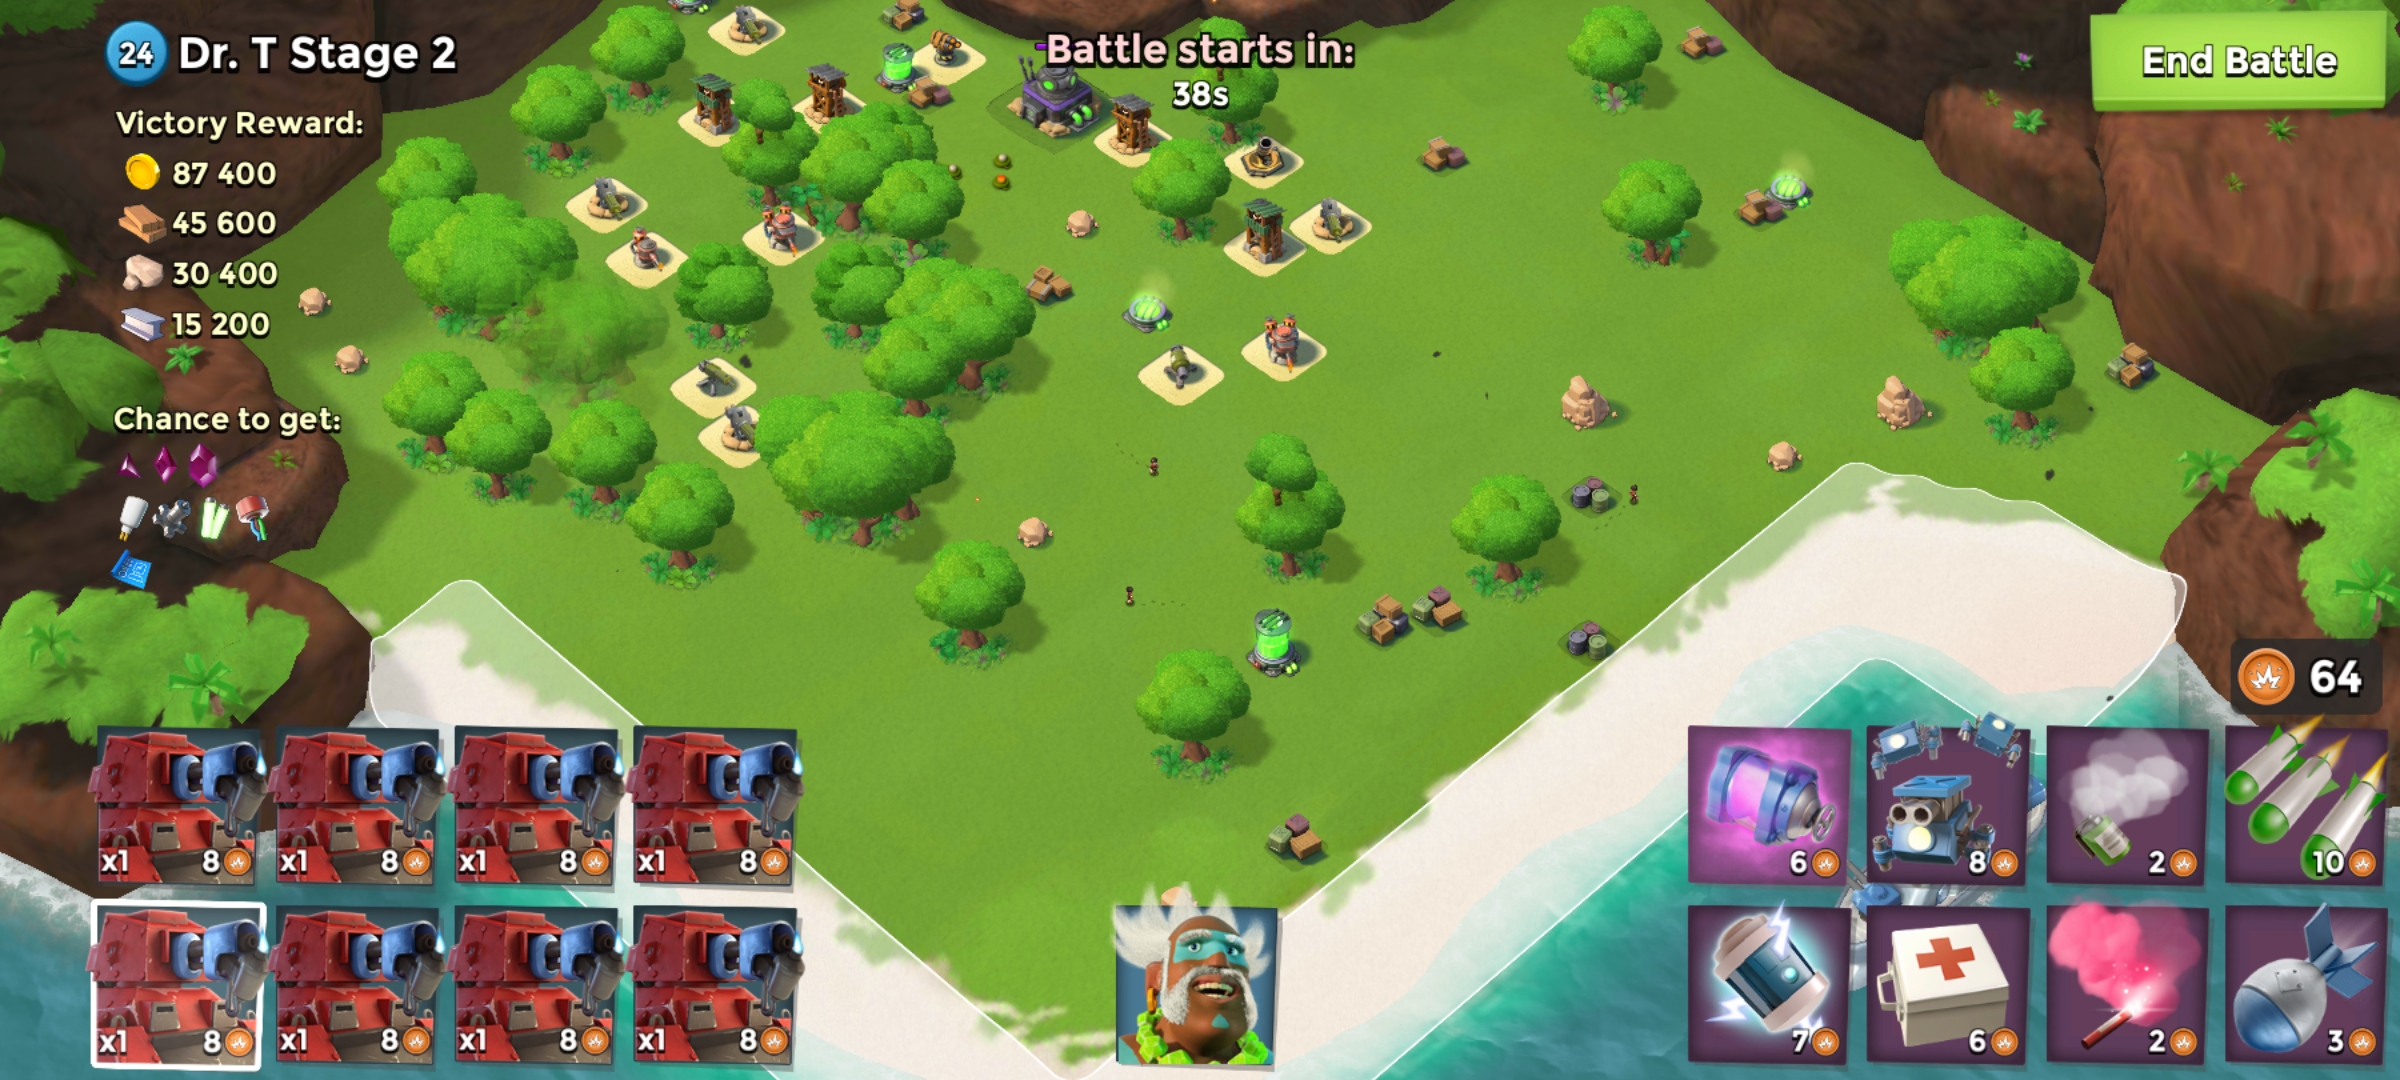 24 Dr. T Stage 2
Victory Reward:
87 400
45 600
30 400
15 200
Chance to get:
Battle starts in:
38s
End Battle
64
x1 8 x1 8 x1 8 x1 8
x1 8 x1 8 x1 8 x1 8
6 8 2 10
7 6 2 3